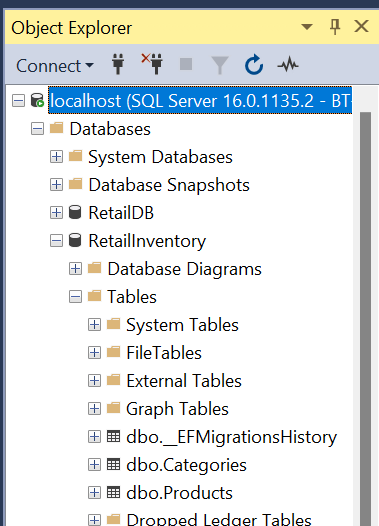 Object Explorer
Connect
localhost (SQL Server 16.0.1135.2 - BT-
Databases
System Databases
Database Snapshots
RetailDB
RetailInventory
Database Diagrams
Tables
System Tables
FileTables
External Tables
Graph Tables
dbo.__EFMigrationsHistory
dbo.Categories
dbo.Products
Dropped Ledger Tables